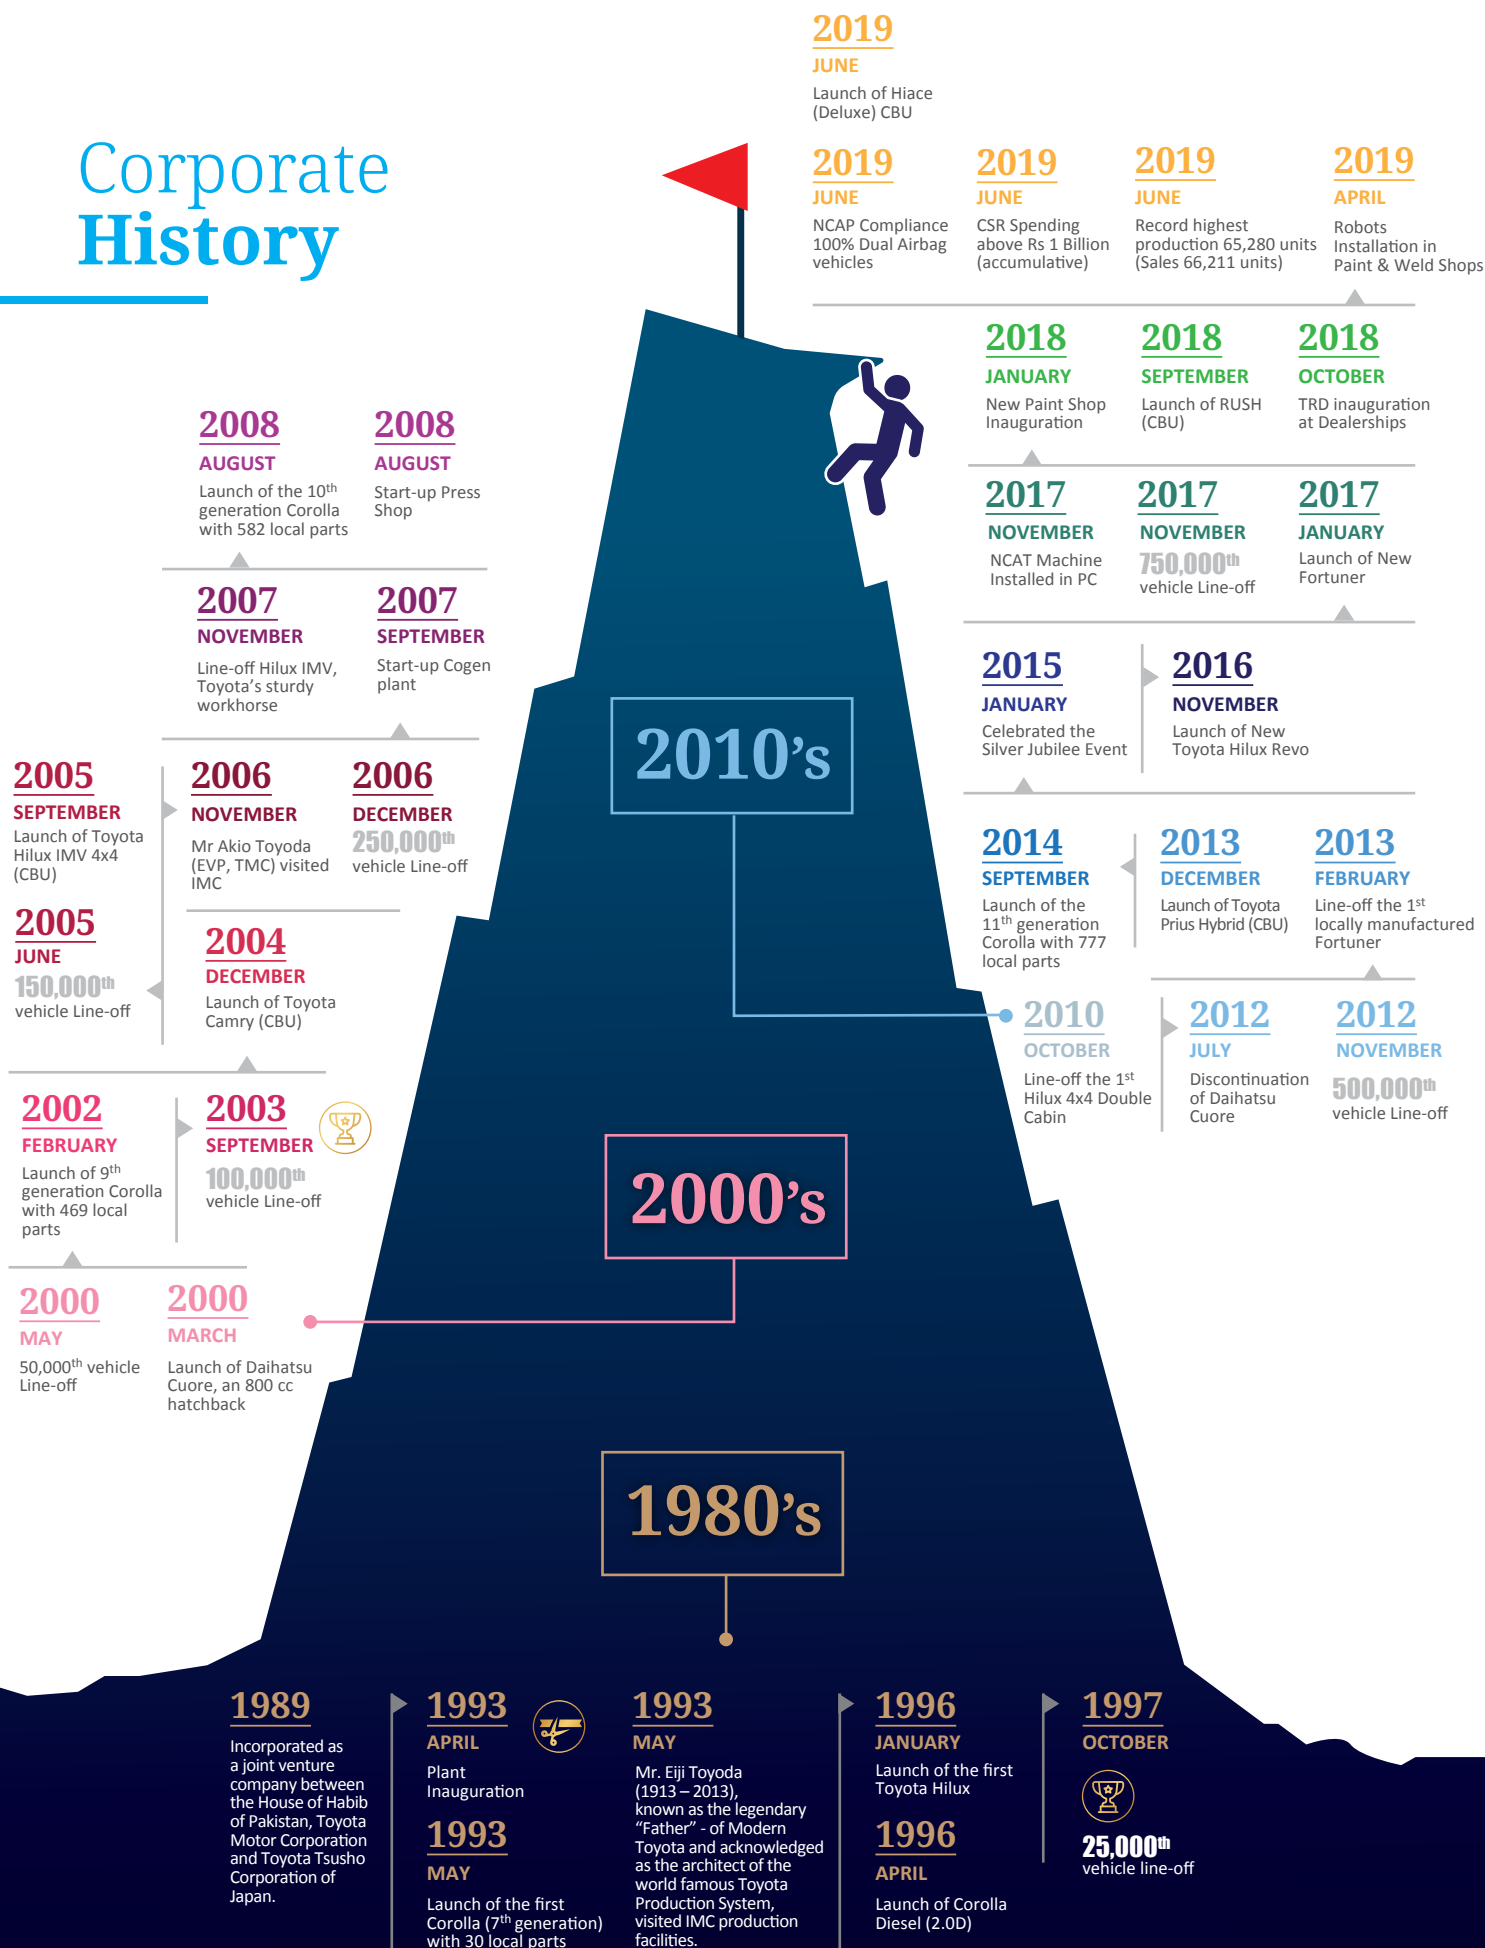 Corporate
History
2019
JUNE
Launch of Hiace
(Deluxe) CBU
2019
JUNE
NCAP Compliance
100% Dual Airbag
vehicles
2019
JUNE
CSR Spending
above Rs 1 Billion
(accumulative)
2019
JUNE
Record highest
production 65,280 units
(Sales 66,211 units)
2019
APRIL
Robots
Installation in
Paint & Weld Shops
2018
JANUARY
New Paint Shop
Inauguration
2018
SEPTEMBER
Launch of RUSH
(CBU)
2018
OCTOBER
TRD inauguration
at Dealerships
2017
NOVEMBER
NCAT Machine
Installed in PC
2017
NOVEMBER
750,000th
vehicle Line-off
2017
JANUARY
Launch of New
Fortuner
2015
JANUARY
Celebrated the
Silver Jubilee Event
2016
NOVEMBER
Launch of New
Toyota Hilux Revo
2014
SEPTEMBER
Launch of the
11th generation
Corolla with 777
local parts
2013
DECEMBER
Launch of Toyota
Prius Hybrid (CBU)
2013
FEBRUARY
Line-off the 1st
locally manufactured
Fortuner
2010
OCTOBER
Line-off the 1st
Hilux 4x4 Double
Cabin
2012
JULY
Discontinuation
of Daihatsu
Cuore
2012
NOVEMBER
500,000th
vehicle Line-off
2010's
2008
AUGUST
Launch of the 10th
generation Corolla
with 582 local parts
2008
AUGUST
Start-up Press
Shop
2007
NOVEMBER
Line-off Hilux IMV,
Toyota's sturdy
workhorse
2007
SEPTEMBER
Start-up Cogen
plant
2005
SEPTEMBER
Launch of Toyota
Hilux IMV 4x4
(CBU)
2006
NOVEMBER
Mr Akio Toyoda
(EVP, TMC) visited
IMC
2006
DECEMBER
250,000th
vehicle Line-off
2005
JUNE
150,000th
vehicle Line-off
2004
DECEMBER
Launch of Toyota
Camry (CBU)
2002
FEBRUARY
Launch of 9th
generation Corolla
with 469 local
parts
2003
SEPTEMBER
100,000th
vehicle Line-off
2000
MAY
50,000th vehicle
Line-off
2000
MARCH
Launch of Daihatsu
Cuore, an 800 cc
hatchback
2000's
1980's
1989
Incorporated as
a joint venture
company between
the House of Habib
of Pakistan, Toyota
Motor Corporation
and Toyota Tsusho
Corporation of
Japan.
1993
APRIL
Plant
Inauguration
1993
MAY
Launch of the first
Corolla (7th generation)
with 30 local parts
1993
MAY
Mr. Eiji Toyoda
(1913 – 2013),
known as the legendary
“Father” - of Modern
Toyota and acknowledged
as the architect of the
world famous Toyota
Production System,
visited IMC production
facilities.
1996
JANUARY
Launch of the first
Toyota Hilux
1996
APRIL
Launch of Corolla
Diesel (2.0D)
1997
OCTOBER
25,000th
vehicle line-off